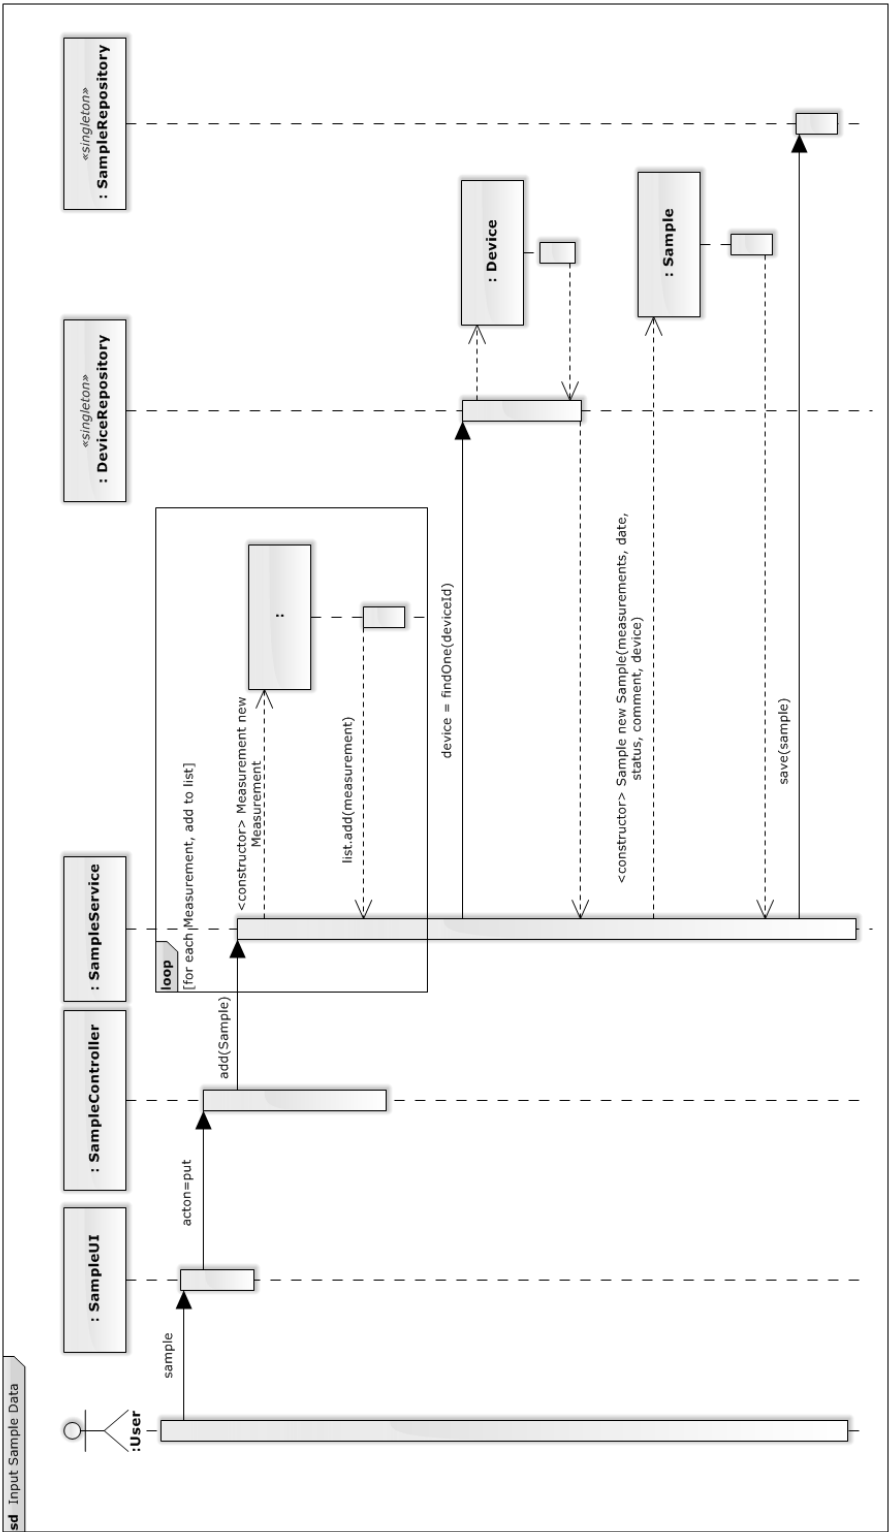 sd Input Sample Data
:User
: SampleUI
: SampleController
: SampleService
«singleton»
: DeviceRepository
«singleton»
: SampleRepository
sample
acton=put
add(Sample)
loop
[for each Measurement, add to list]
<constructor> Measurement new
Measurement
:
list.add(measurement)
device = findOne(deviceId)
: Device
<constructor> Sample new Sample(measurements, date,
status, comment, device)
: Sample
save(sample)